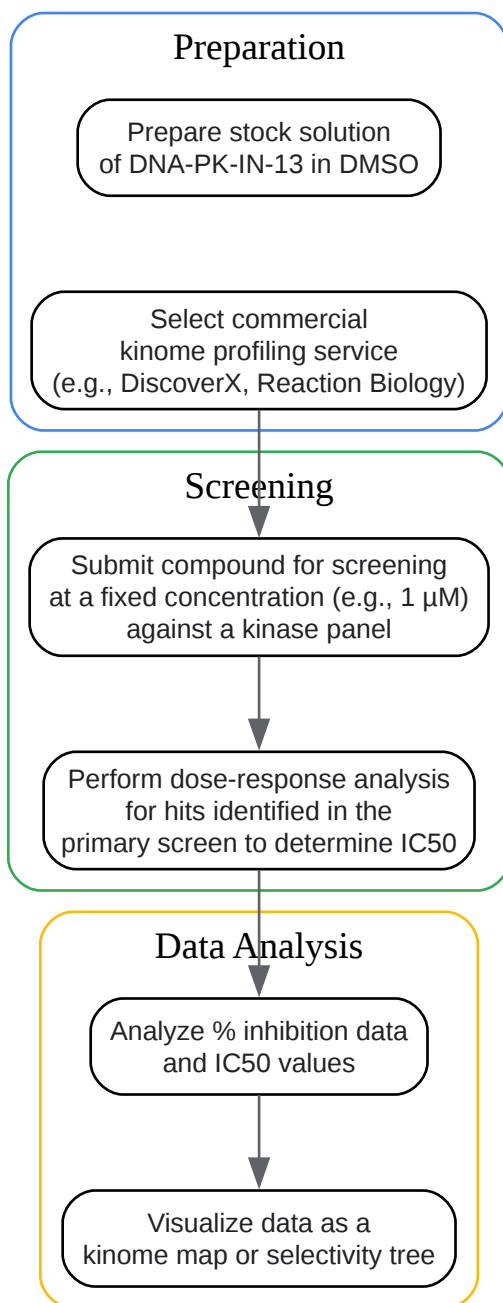 Preparation
Prepare stock solution
of DNA-PK-IN-13 in DMSO
Select commercial
kinome profiling service
(e.g., DiscoverX, Reaction Biology)
Screening
Submit compound for screening
at a fixed concentration (e.g., 1 µM)
against a kinase panel
Perform dose-response analysis
for hits identified in the
primary screen to determine IC50
Data Analysis
Analyze % inhibition data
and IC50 values
Visualize data as a
kinome map or selectivity tree